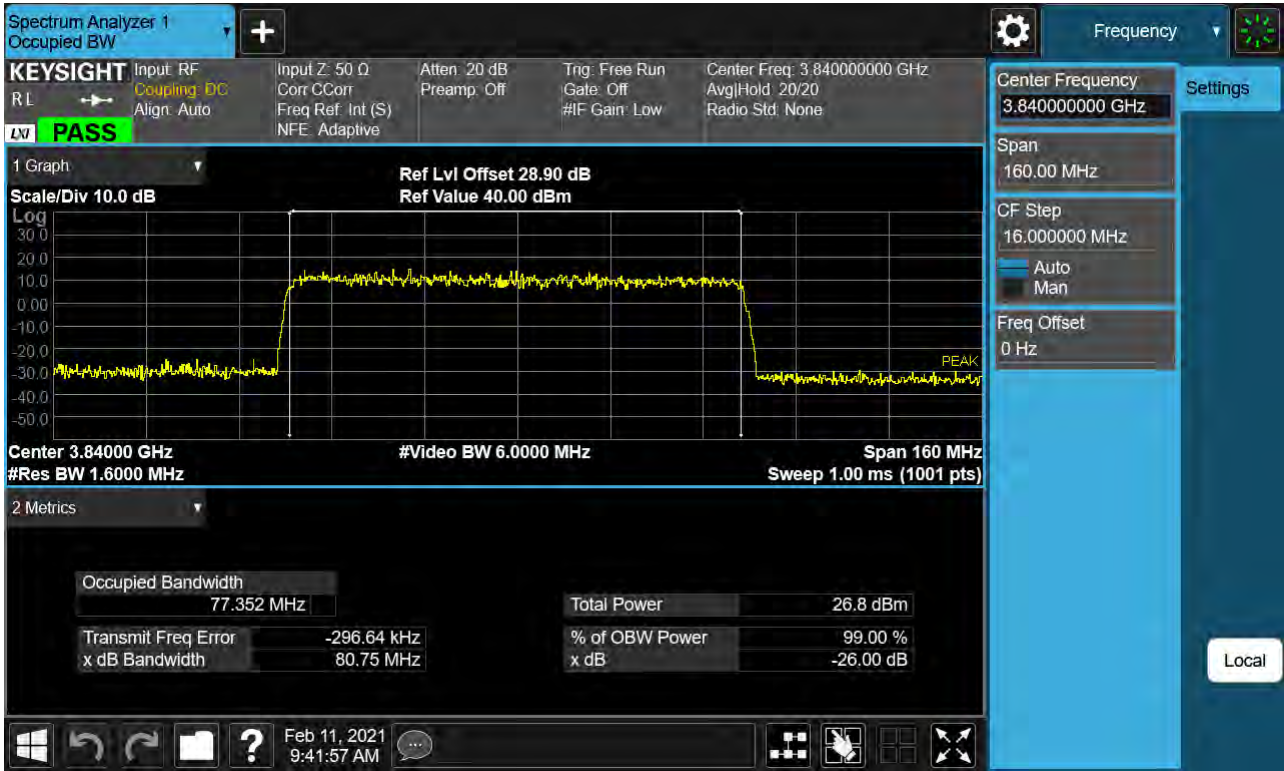 Spectrum Analyzer 1
Occupied BW
+
Frequency
KEYSIGHT
RL
LXI
PASS
Input: RF
Coupling: DC
Align: Auto
Input Z: 50 Ω
Corr CCorr
Freq Ref: Int (S)
NFE: Adaptive
Atten: 20 dB
Preamp: Off
Trig: Free Run
Gate: Off
#IF Gain: Low
Center Freq: 3.840000000 GHz
Avg|Hold: 20/20
Radio Std: None
Center Frequency
3.840000000 GHz
Settings
Span
160.00 MHz
CF Step
16.000000 MHz
Auto
Man
Freq Offset
0 Hz
Local
1 Graph
Scale/Div 10.0 dB
Ref Lvl Offset 28.90 dB
Ref Value 40.00 dBm
Log
30.0
20.0
10.0
0.00
-10.0
-20.0
-30.0
-40.0
-50.0
PEAK
Center 3.84000 GHz
#Video BW 6.0000 MHz
Span 160 MHz
#Res BW 1.6000 MHz
Sweep 1.00 ms (1001 pts)
2 Metrics
Occupied Bandwidth
77.352 MHz
Total Power 26.8 dBm
Transmit Freq Error -296.64 kHz
% of OBW Power 99.00 %
x dB Bandwidth 80.75 MHz
x dB -26.00 dB
?
Feb 11, 2021
9:41:57 AM